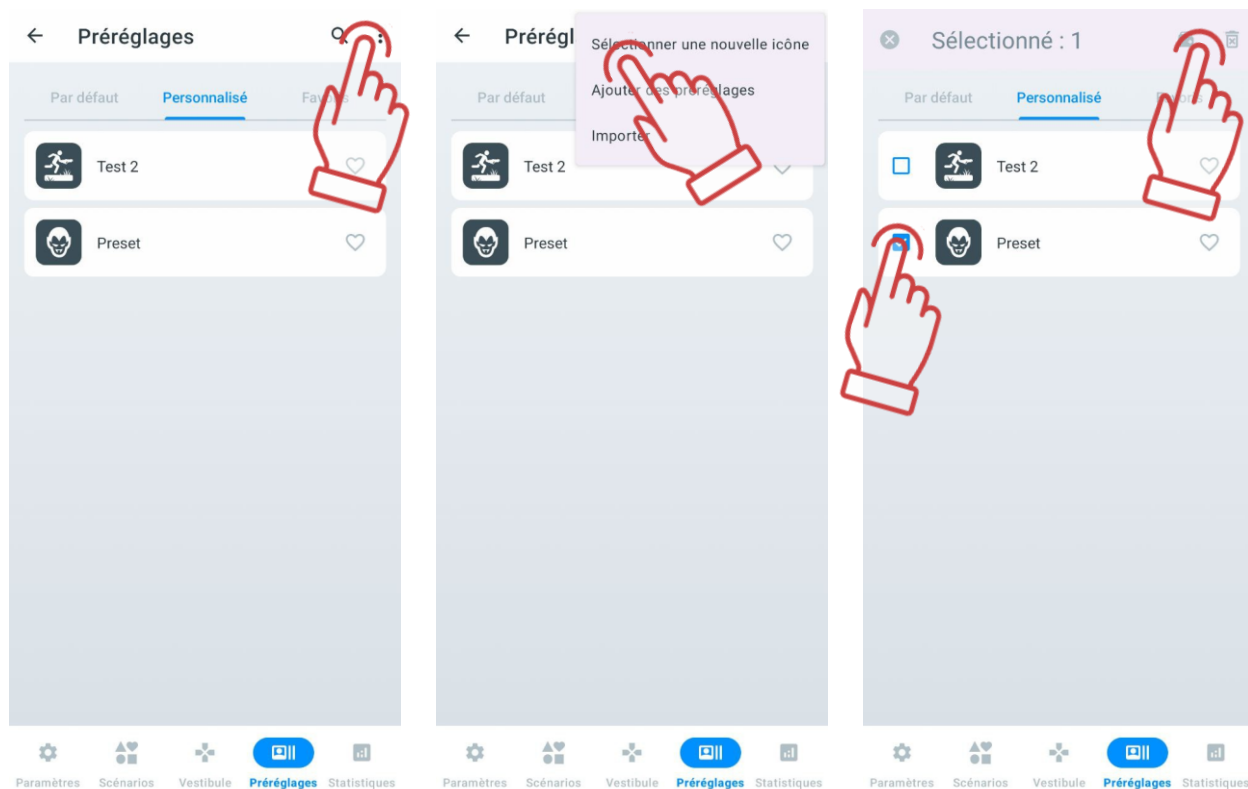 Préréglages
Par défaut Personnalisé
Test 2
Preset
Paramètres Scénarios Vestibule Préréglages Statistiques
Sélectionner une nouvelle icône
Ajouter des préréglages
Importer
Par défaut
Test 2
Preset
Paramètres Scénarios Vestibule Préréglages Statistiques
Sélectionné : 1
Par défaut Personnalisé
Test 2
Preset
Paramètres Scénarios Vestibule Préréglages Statistiques